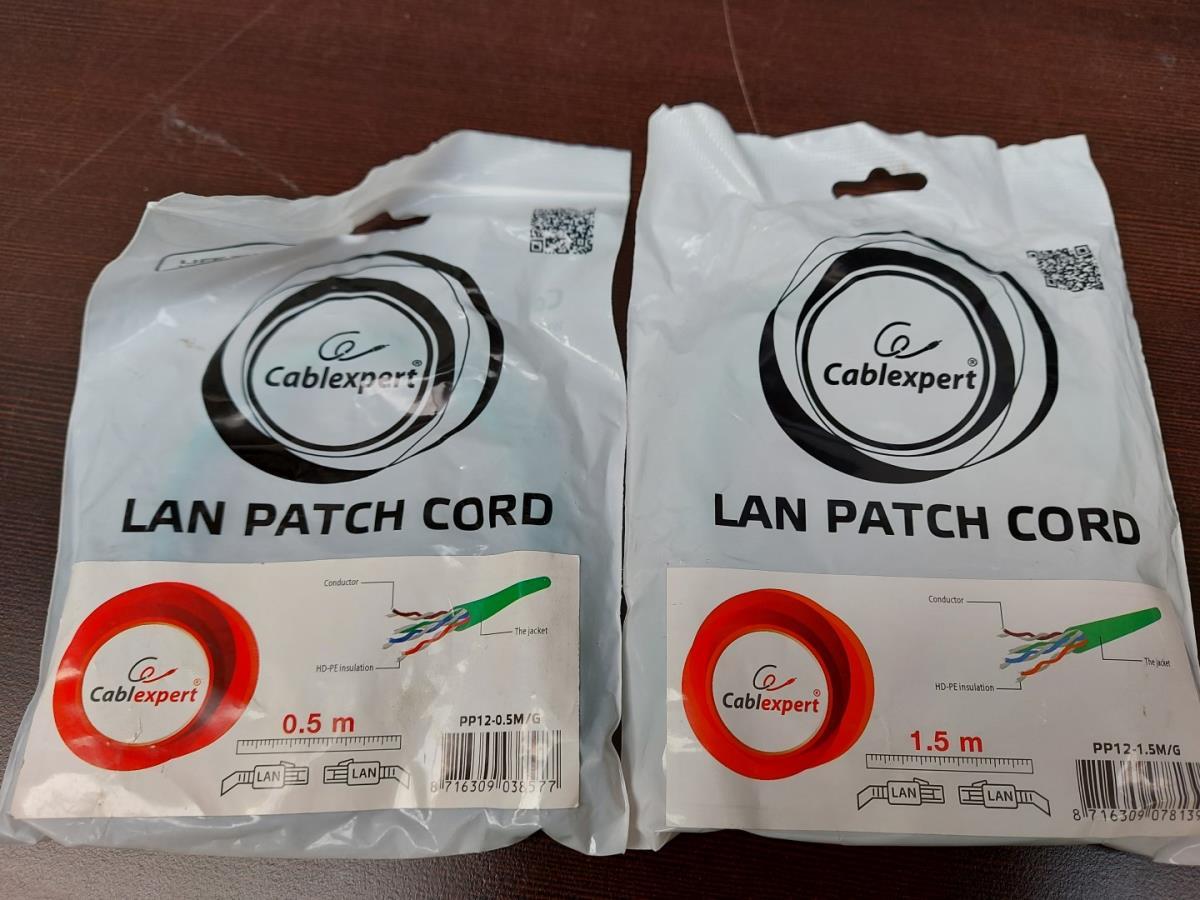 Cablexpert®
LAN PATCH CORD
Conductor
The jacket
HD-PE insulation
Cablexpert®
0.5 m
PP12-0.5M/G
LAN
LAN
8 716309 038577
Cablexpert®
LAN PATCH CORD
Conductor
The jacket
HD-PE insulation
Cablexpert®
1.5 m
PP12-1.5M/G
LAN
LAN
8 716309 078139